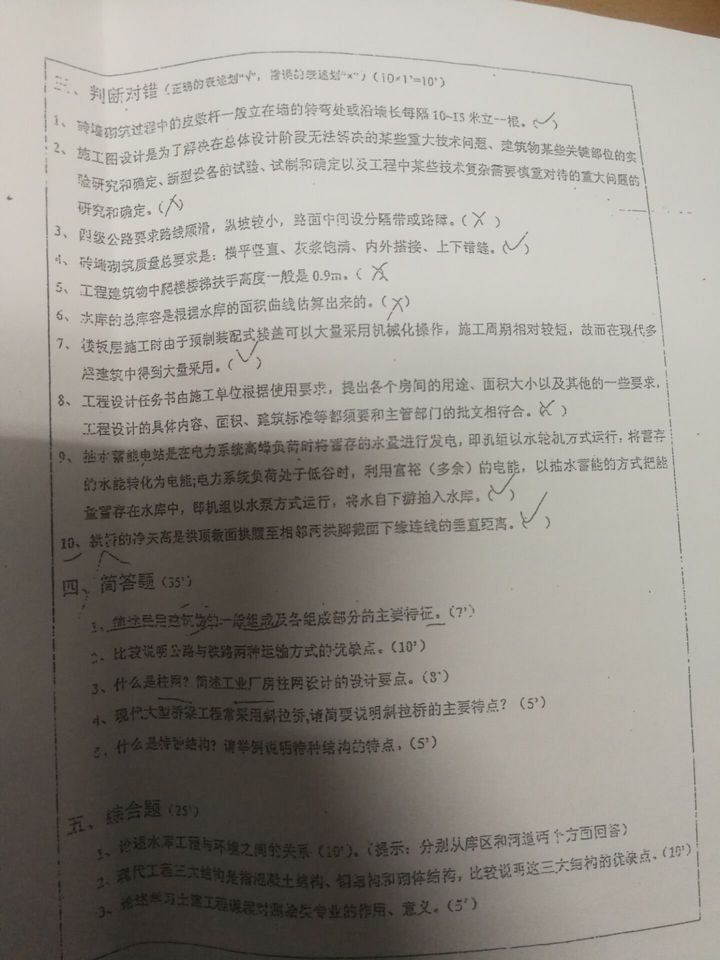 三、判断对错（正确的表述划“√”，错误的表述划“×”）（10×1’=10’）
1、砖墙砌筑过程中的皮数杆一般立在墙的转弯处或沿墙长每隔 10~15 米立一根。（√）
2、施工图设计是为了解决在总体设计阶段无法解决的某些重大技术问题、建筑物某些关键部位的实
验研究和确定、新型设备的试验、试制和确定以及工程中某些技术复杂需要慎重对待的重大问题的
研究和确定。（×）
3、四级公路要求路线顺滑，纵坡较小，路面中间设分隔带或路障。（×）
4、砖墙砌筑质量总要求是：横平竖直、灰浆饱满、内外搭接、上下错缝。（√）
5、工程建筑物中爬楼楼梯扶手高度一般是 0.9m。（×）
6、水库的总库容是根据水库的面积曲线估算出来的。（×）
7、楼板层施工时由于预制装配式楼盖可以大量采用机械化操作，施工周期相对较短，故而在现代多
层建筑中得到大量采用。（√）
8、工程设计任务书由施工单位根据使用要求，提出各个房间的用途、面积大小以及其他的一些要求，
工程设计的具体内容、面积、建筑标准等都须要和主管部门的批文相符合。（×）
9、抽水蓄能电站是在电力系统高峰负荷时将蓄存的水量进行发电，即机组以水轮机方式运行，将蓄存
的水能转化为电能;电力系统负荷处于低谷时，利用富裕（多余）的电能，以抽水蓄能的方式把能
量蓄存在水库中，即机组以水泵方式运行，将水自下游抽入水库。（√）
10、拱桥的净矢高是拱顶截面拱腹至相邻两拱脚截面下缘连线的垂直距离。（√）
四、简答题（35’）
1、简述民用建筑物的一般组成及各组成部分的主要特征。（7’）
2、比较说明公路与铁路两种运输方式的优缺点。（10’）
3、什么是柱网？简述工业厂房柱网设计的设计要点。（8’）
4、现代大型桥梁工程常采用斜拉桥,请简要说明斜拉桥的主要特点？（5’）
5、什么是特种结构？请举例说明特种结构的特点，（5’）
五、综合题（25’）
1、论述水库工程与环境之间的关系（10’）。（提示：分别从库区和河道两个方面回答）
2、现代工程三大结构是指混凝土结构、钢结构和砌体结构，比较说明这三大结构的优缺点。（10’）
3、论述学习土建工程课程对测绘类专业的作用、意义。（5’）